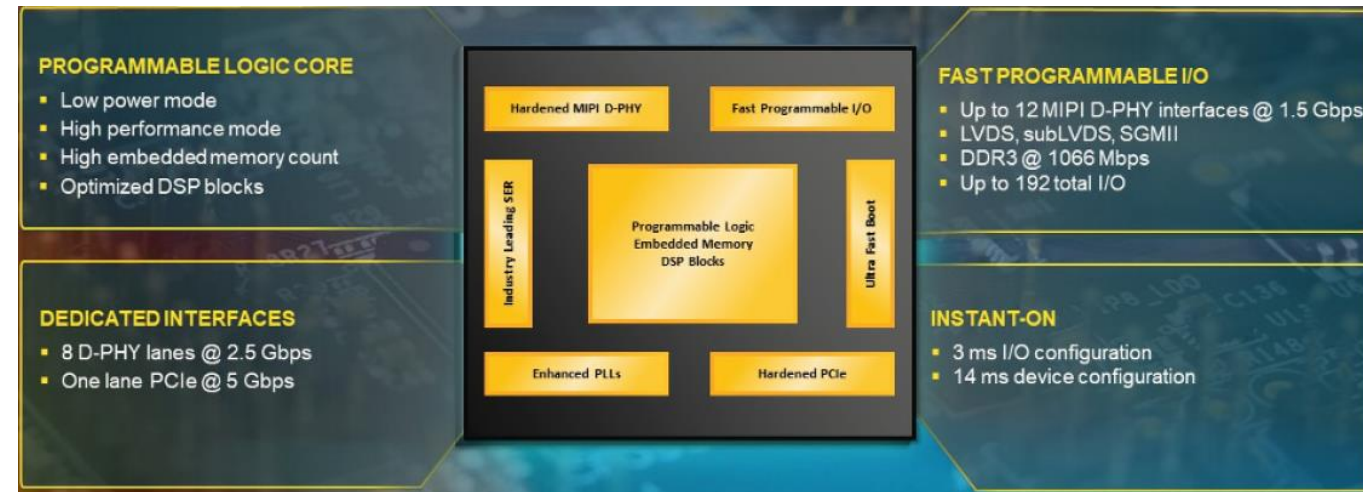 PROGRAMMABLE LOGIC CORE
▪ Low power mode
▪ High performance mode
▪ High embedded memory count
▪ Optimized DSP blocks
DEDICATED INTERFACES
▪ 8 D-PHY lanes @ 2.5 Gbps
▪ One lane PCIe @ 5 Gbps
Hardened MIPI D-PHY
Fast Programmable I/O
Industry Leading SER
Programmable Logic
Embedded Memory
DSP Blocks
Ultra Fast Boot
Enhanced PLLs
Hardened PCIe
FAST PROGRAMMABLE I/O
▪ Up to 12 MIPI D-PHY interfaces @ 1.5 Gbps
▪ LVDS, subLVDS, SGMII
▪ DDR3 @ 1066 Mbps
▪ Up to 192 total I/O
INSTANT-ON
▪ 3 ms I/O configuration
▪ 14 ms device configuration